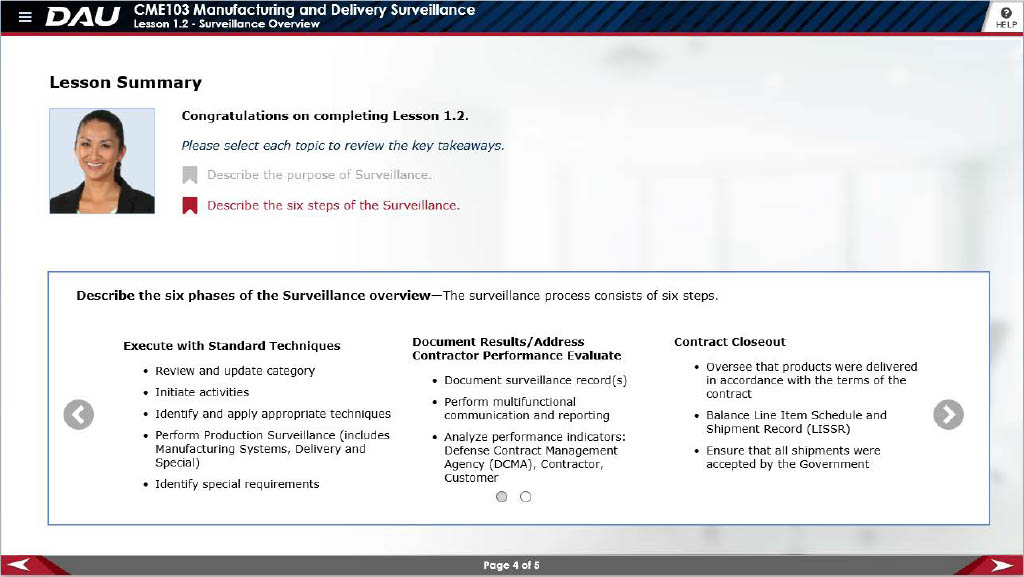 DAU
CME103 Manufacturing and Delivery Surveillance
Lesson 1.2 - Surveillance Overview
HELP
Lesson Summary
Congratulations on completing Lesson 1.2.
Please select each topic to review the key takeaways.
Describe the purpose of Surveillance.
Describe the six steps of the Surveillance.
Describe the six phases of the Surveillance overview—The surveillance process consists of six steps.
Execute with Standard Techniques
• Review and update category
• Initiate activities
• Identify and apply appropriate techniques
• Perform Production Surveillance (includes
Manufacturing Systems, Delivery and
Special)
• Identify special requirements
Document Results/Address
Contractor Performance Evaluate
• Document surveillance record(s)
• Perform multifunctional
communication and reporting
• Analyze performance indicators:
Defense Contract Management
Agency (DCMA), Contractor,
Customer
Contract Closeout
• Oversee that products were delivered
in accordance with the terms of the
contract
• Balance Line Item Schedule and
Shipment Record (LISSR)
• Ensure that all shipments were
accepted by the Government
Page 4 of 5